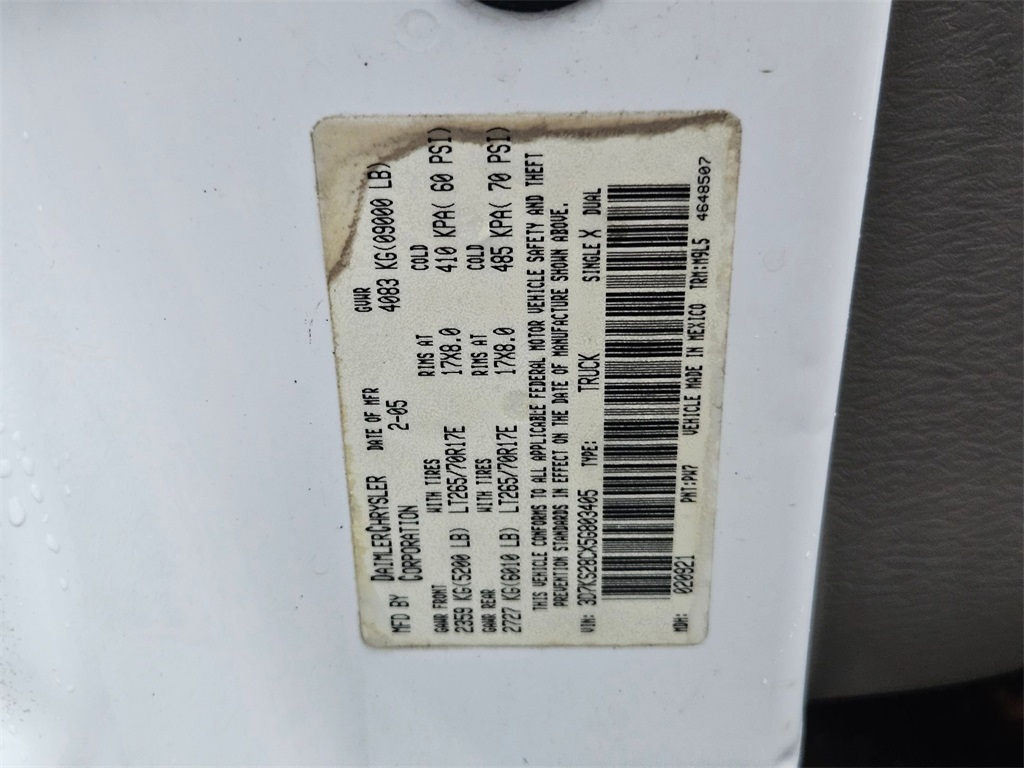 MFD BY DAIMLERCHRYSLER CORPORATION DATE OF MFR 2-05 GVWR 4083 KG(09000 LB)
GAWR FRONT WITH TIRES RIMS AT COLD
2359 KG(5200 LB) LT265/70R17E 17X8.0 410 KPA( 60 PSI)
GAWR REAR WITH TIRES RIMS AT COLD
2727 KG(6010 LB) LT265/70R17E 17X8.0 485 KPA( 70 PSI)
THIS VEHICLE CONFORMS TO ALL APPLICABLE FEDERAL MOTOR VEHICLE SAFETY AND THEFT
PREVENTION STANDARDS IN EFFECT ON THE DATE OF MANUFACTURE SHOWN ABOVE.
VIN: 3D7KS28CX5G803405 TYPE: TRUCK SINGLE X DUAL
MDH: 020921 PNT:PW7 VEHICLE MADE IN MEXICO TRM:M9L5 4648507